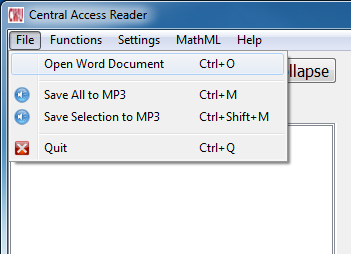 CWU Central Access Reader
File Functions Settings MathML Help
Open Word Document Ctrl+O
llapse
Save All to MP3 Ctrl+M
Save Selection to MP3 Ctrl+Shift+M
Quit Ctrl+Q